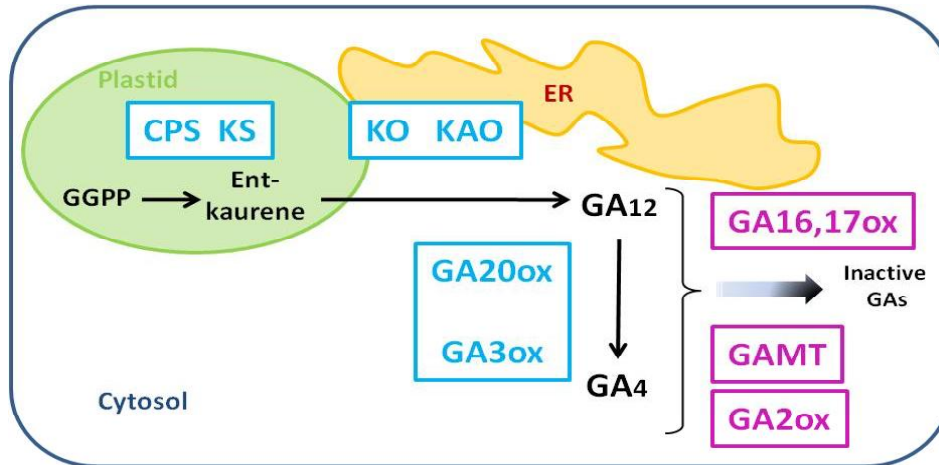 Plastid
ER
CPS KS
KO KAO
GGPP
Ent-
kaurene
GA12
GA16,17ox
GA20ox
Inactive
GAs
GA3ox
GAMT
GA4
Cytosol
GA2ox